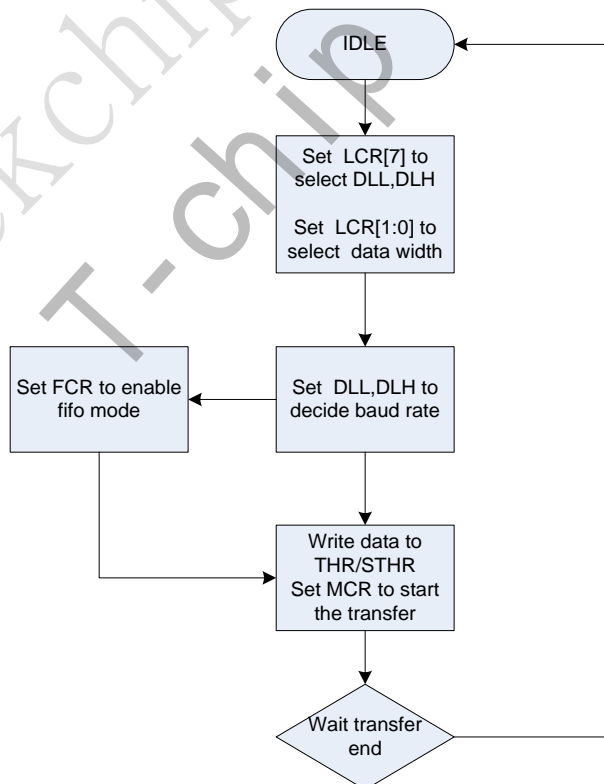 IDLE
Set LCR[7] to
select DLL,DLH
Set LCR[1:0] to
select data width
Set FCR to enable
fifo mode
Set DLL,DLH to
decide baud rate
Write data to
THR/STHR
Set MCR to start
the transfer
Wait transfer
end
T-chip